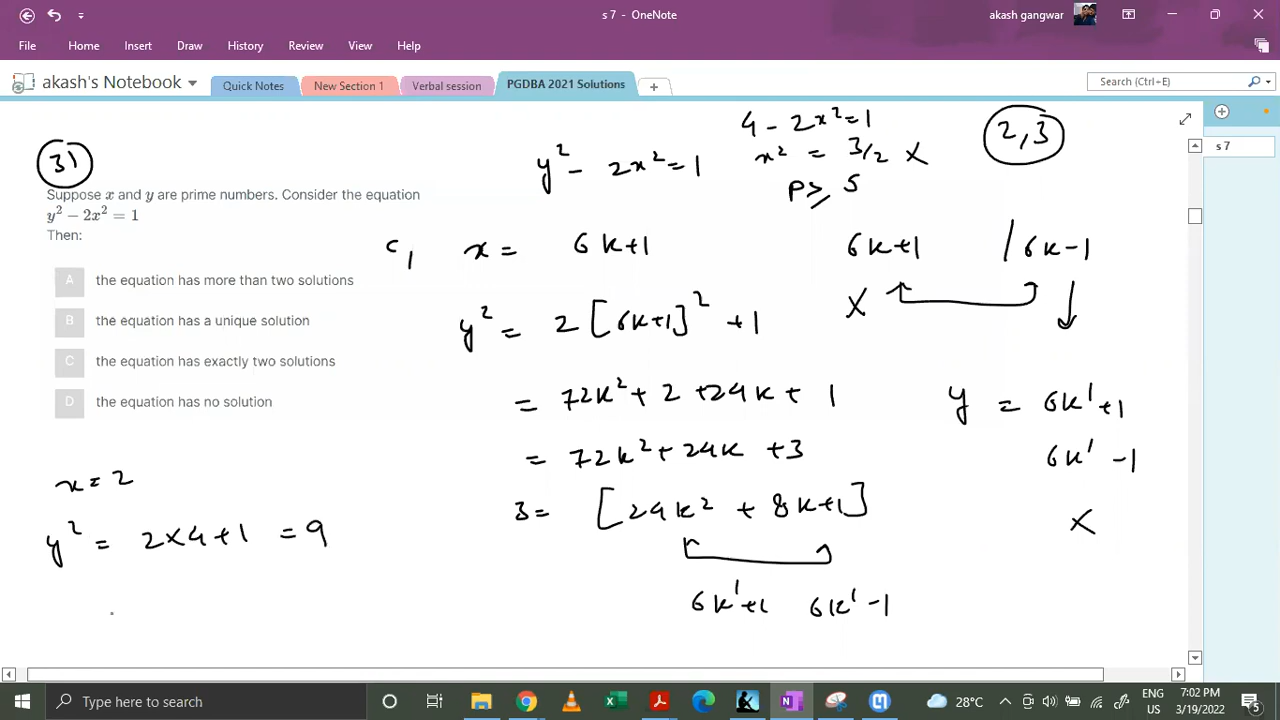 s 7 - OneNote
akash gangwar
File Home Insert Draw History Review View Help
akash's Notebook
Quick Notes
New Section 1
Verbal session
PGDBA 2021 Solutions
+
Search (Ctrl+E)
s 7
31
Suppose x and y are prime numbers. Consider the equation
y² − 2x² = 1
Then:
A the equation has more than two solutions
B the equation has a unique solution
C the equation has exactly two solutions
D the equation has no solution
x = 2
y² = 2×4+1 = 9
y² − 2x² = 1
4 − 2x² = 1
x² = 3/2 X
P ≥ 5
2,3
C1 x = 6k+1
y² = 2[6k+1]² + 1
= 72k² + 2 + 24k + 1
= 72k² + 24k + 3
3 = [24k² + 8k+1]
6k'+1 6k'-1
6k+1 / 6k-1
X
y = 6k'+1
6k' -1
X
Type here to search
28°C
ENG
IN
7:02 PM
3/19/2022
5